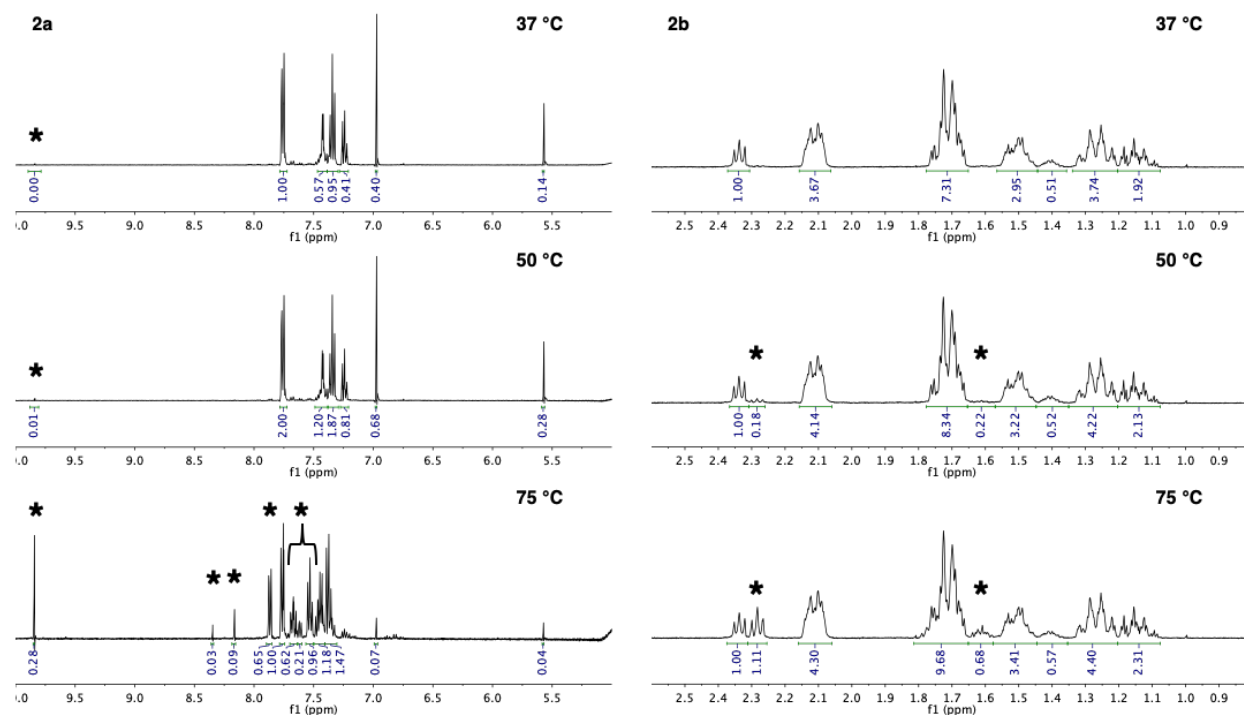 2a 37 °C
*
0.00 1.00 0.57 0.95 0.41 0.40 0.14
.0 9.5 9.0 8.5 8.0 7.5 7.0 6.5 6.0 5.5
f1 (ppm)
50 °C
*
0.01 2.08 1.20 1.87 0.81 0.68 0.28
.0 9.5 9.0 8.5 8.0 7.5 7.0 6.5 6.0 5.5
f1 (ppm)
75 °C
* * *
* *
0.28 0.03 0.09 0.65 1.00 0.62 0.21 0.96 1.18 1.47 0.07 0.04
.0 9.5 9.0 8.5 8.0 7.5 7.0 6.5 6.0 5.5
f1 (ppm)
2b 37 °C
1.00 3.67 7.31 2.95 0.51 3.74 1.92
2.5 2.4 2.3 2.2 2.1 2.0 1.9 1.8 1.7 1.6 1.5 1.4 1.3 1.2 1.1 1.0 0.9
f1 (ppm)
50 °C
* *
1.00 0.18 4.14 8.34 0.22 3.22 0.52 4.22 2.13
2.5 2.4 2.3 2.2 2.1 2.0 1.9 1.8 1.7 1.6 1.5 1.4 1.3 1.2 1.1 1.0 0.9
f1 (ppm)
75 °C
* *
1.00 1.11 4.30 9.68 0.68 3.41 0.57 4.40 2.31
2.5 2.4 2.3 2.2 2.1 2.0 1.9 1.8 1.7 1.6 1.5 1.4 1.3 1.2 1.1 1.0 0.9
f1 (ppm)